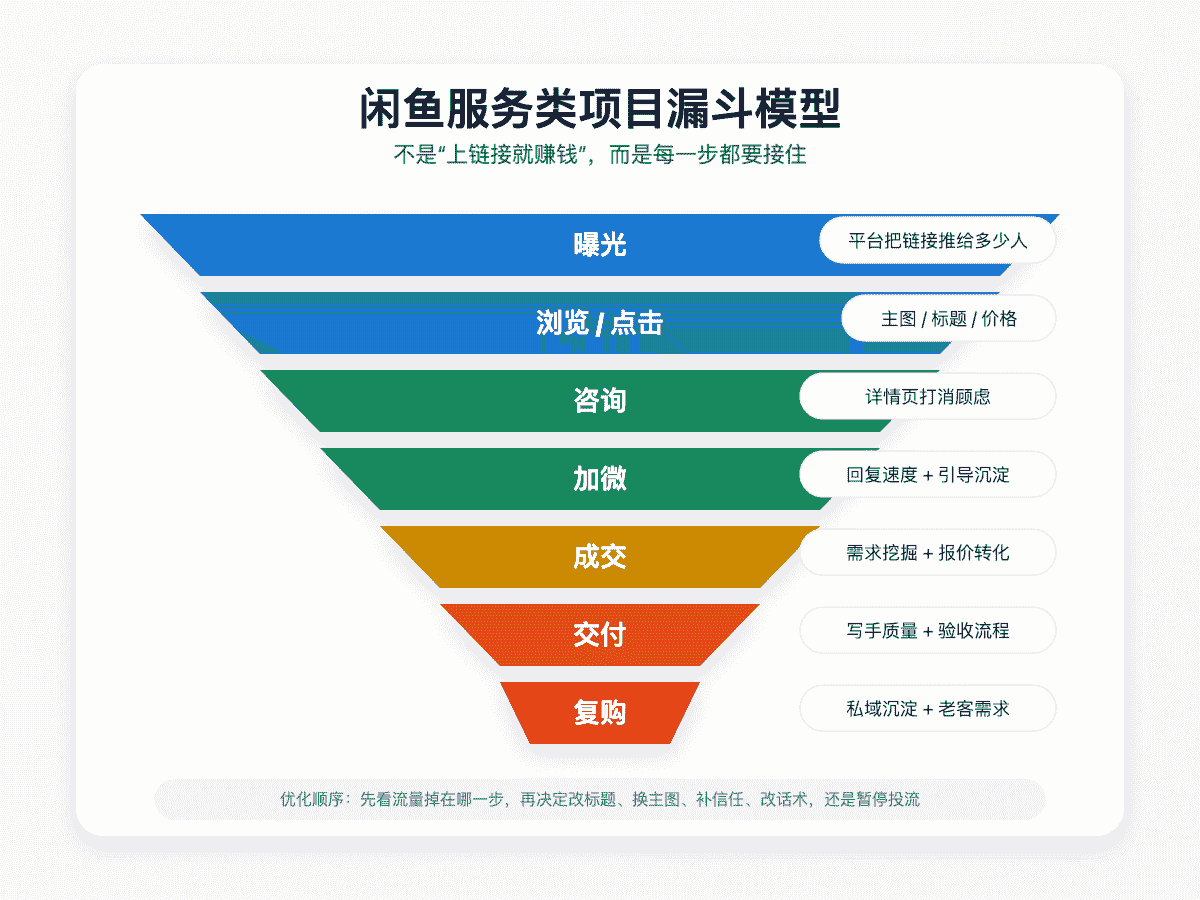 闲鱼服务类项目漏斗模型
不是“上链接就赚钱”，而是每一步都要接住
曝光
平台把链接推给多少人
浏览 / 点击
主图 / 标题 / 价格
咨询
详情页打消顾虑
加微
回复速度 + 引导沉淀
成交
需求挖掘 + 报价转化
交付
写手质量 + 验收流程
复购
私域沉淀 + 老客需求
优化顺序：先看流量掉在哪一步，再决定改标题、换主图、补信任、改话术，还是暂停投流